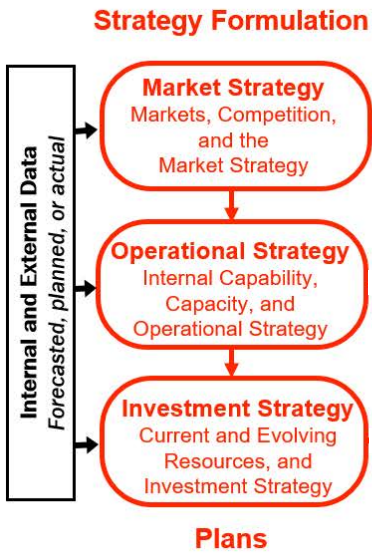 Strategy Formulation
Internal and External Data
Forecasted, planned, or actual
Market Strategy
Markets, Competition,
and the
Market Strategy
Operational Strategy
Internal Capability,
Capacity, and
Operational Strategy
Investment Strategy
Current and Evolving
Resources, and
Investment Strategy
Plans